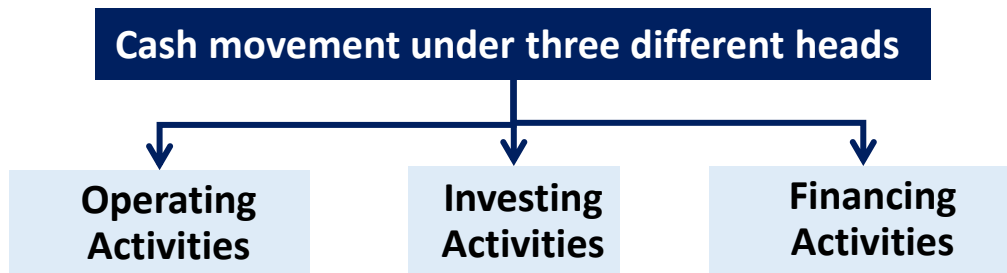 Cash movement under three different heads
Operating
Activities
Investing
Activities
Financing
Activities